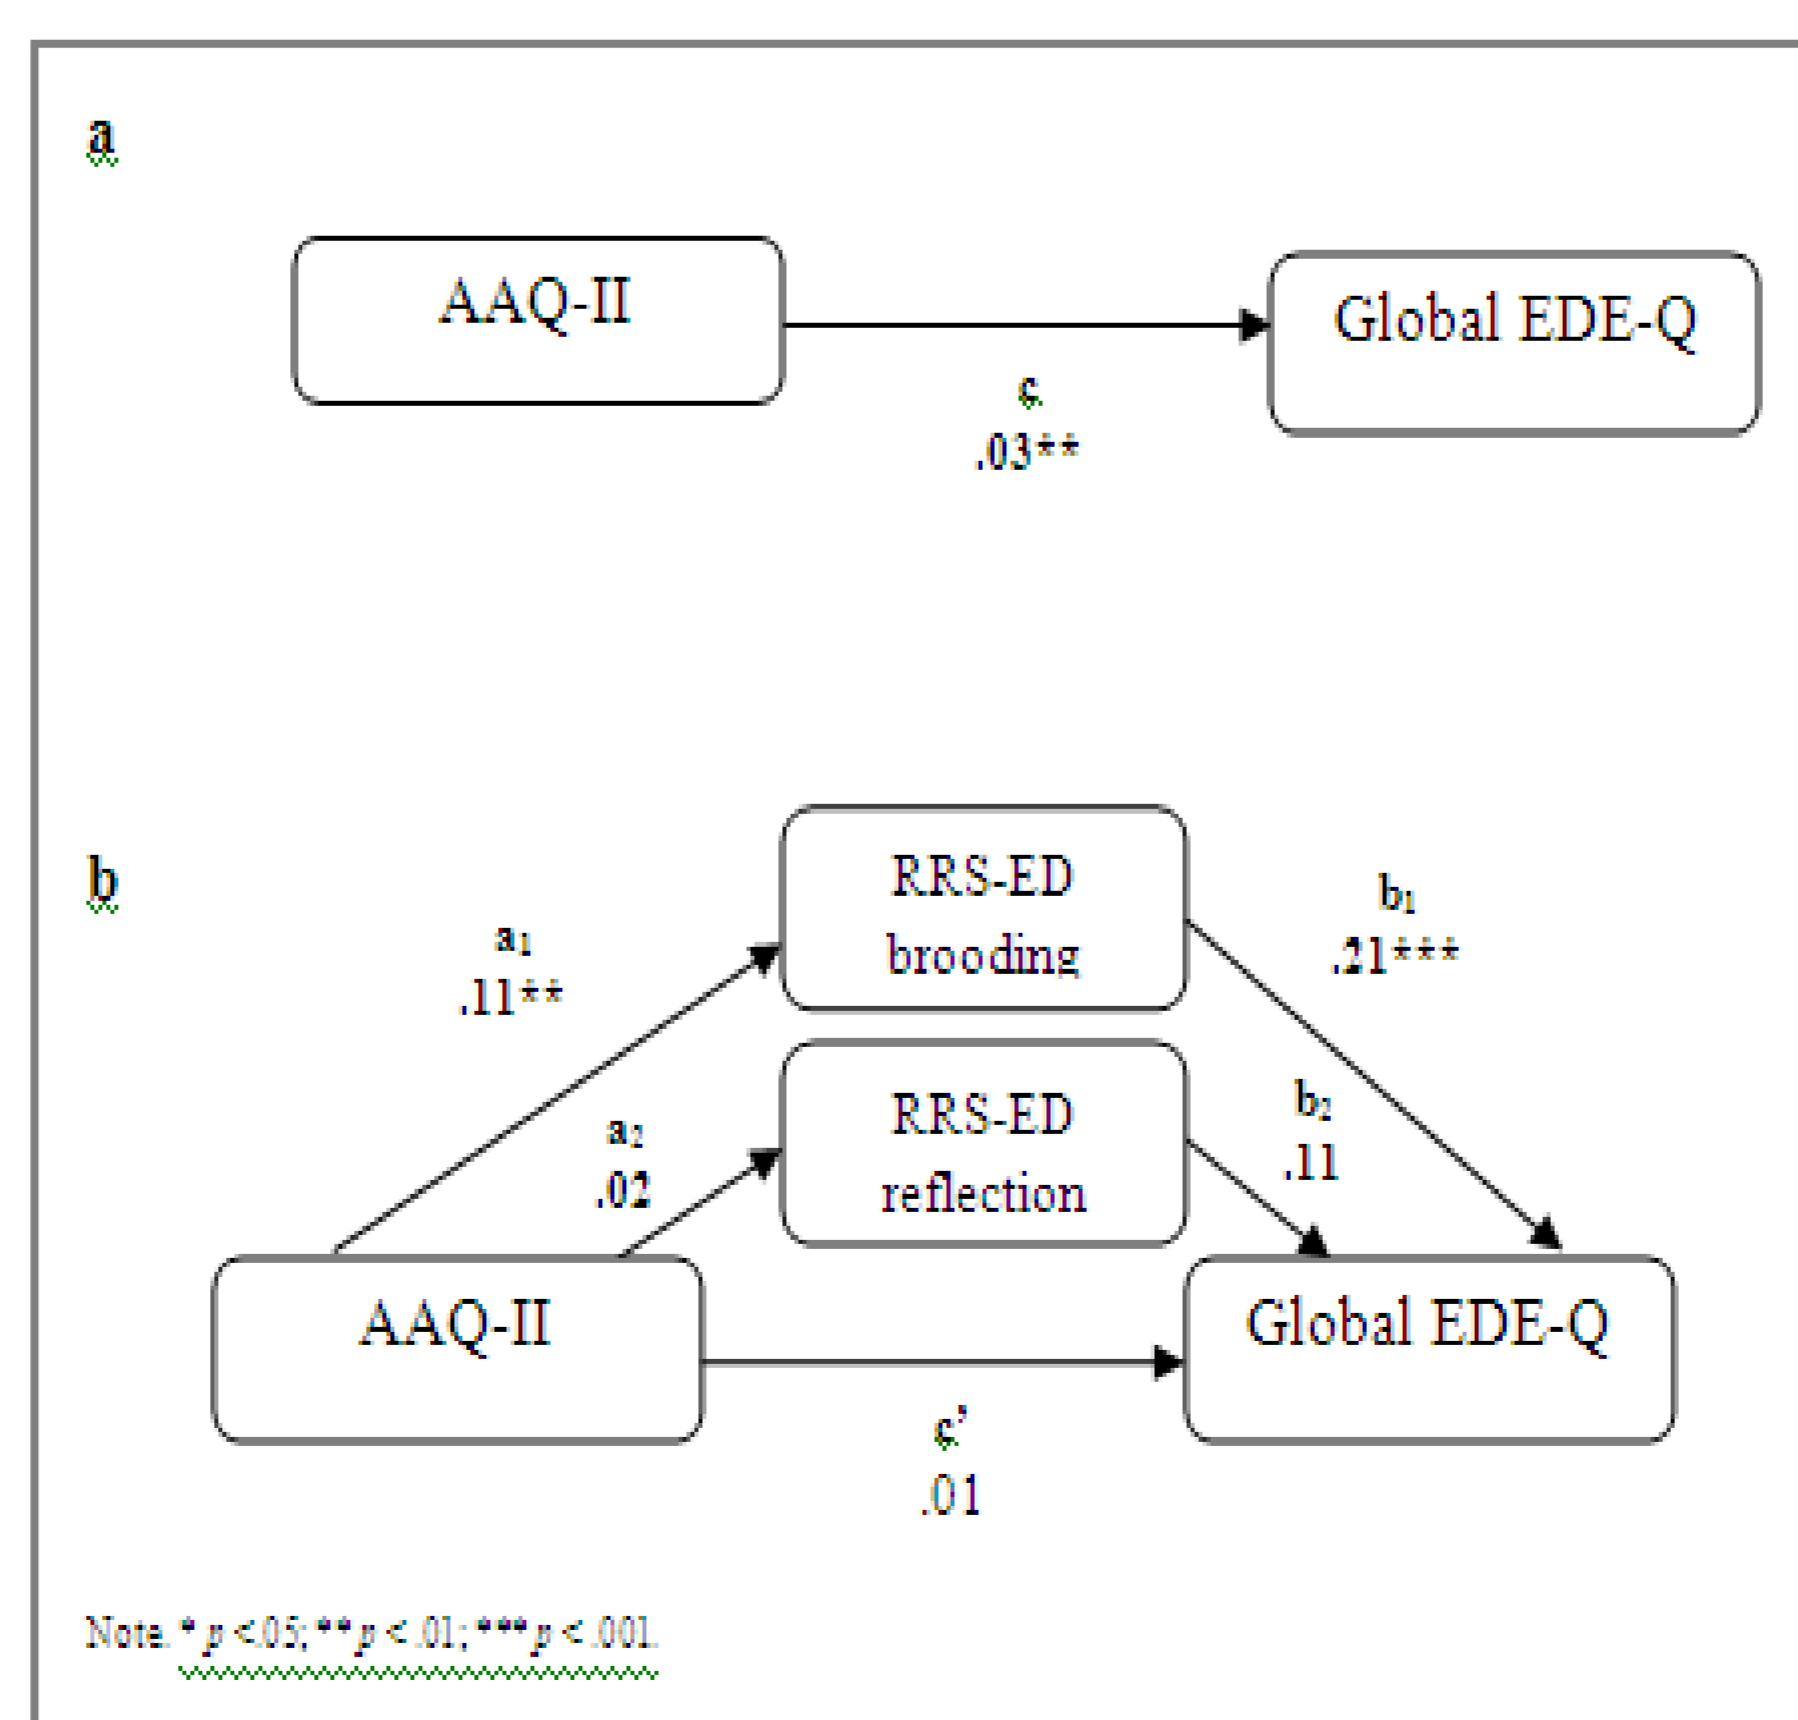 a
AAQ-II
Global EDE-Q
c
.03**
b
RRS-ED
brooding
a₁
.11**
b₁
.21***
RRS-ED
reflection
a₂
.02
b₂
.11
AAQ-II
Global EDE-Q
c’
.01
Note. * p <.05; ** p < .01; *** p < .001.